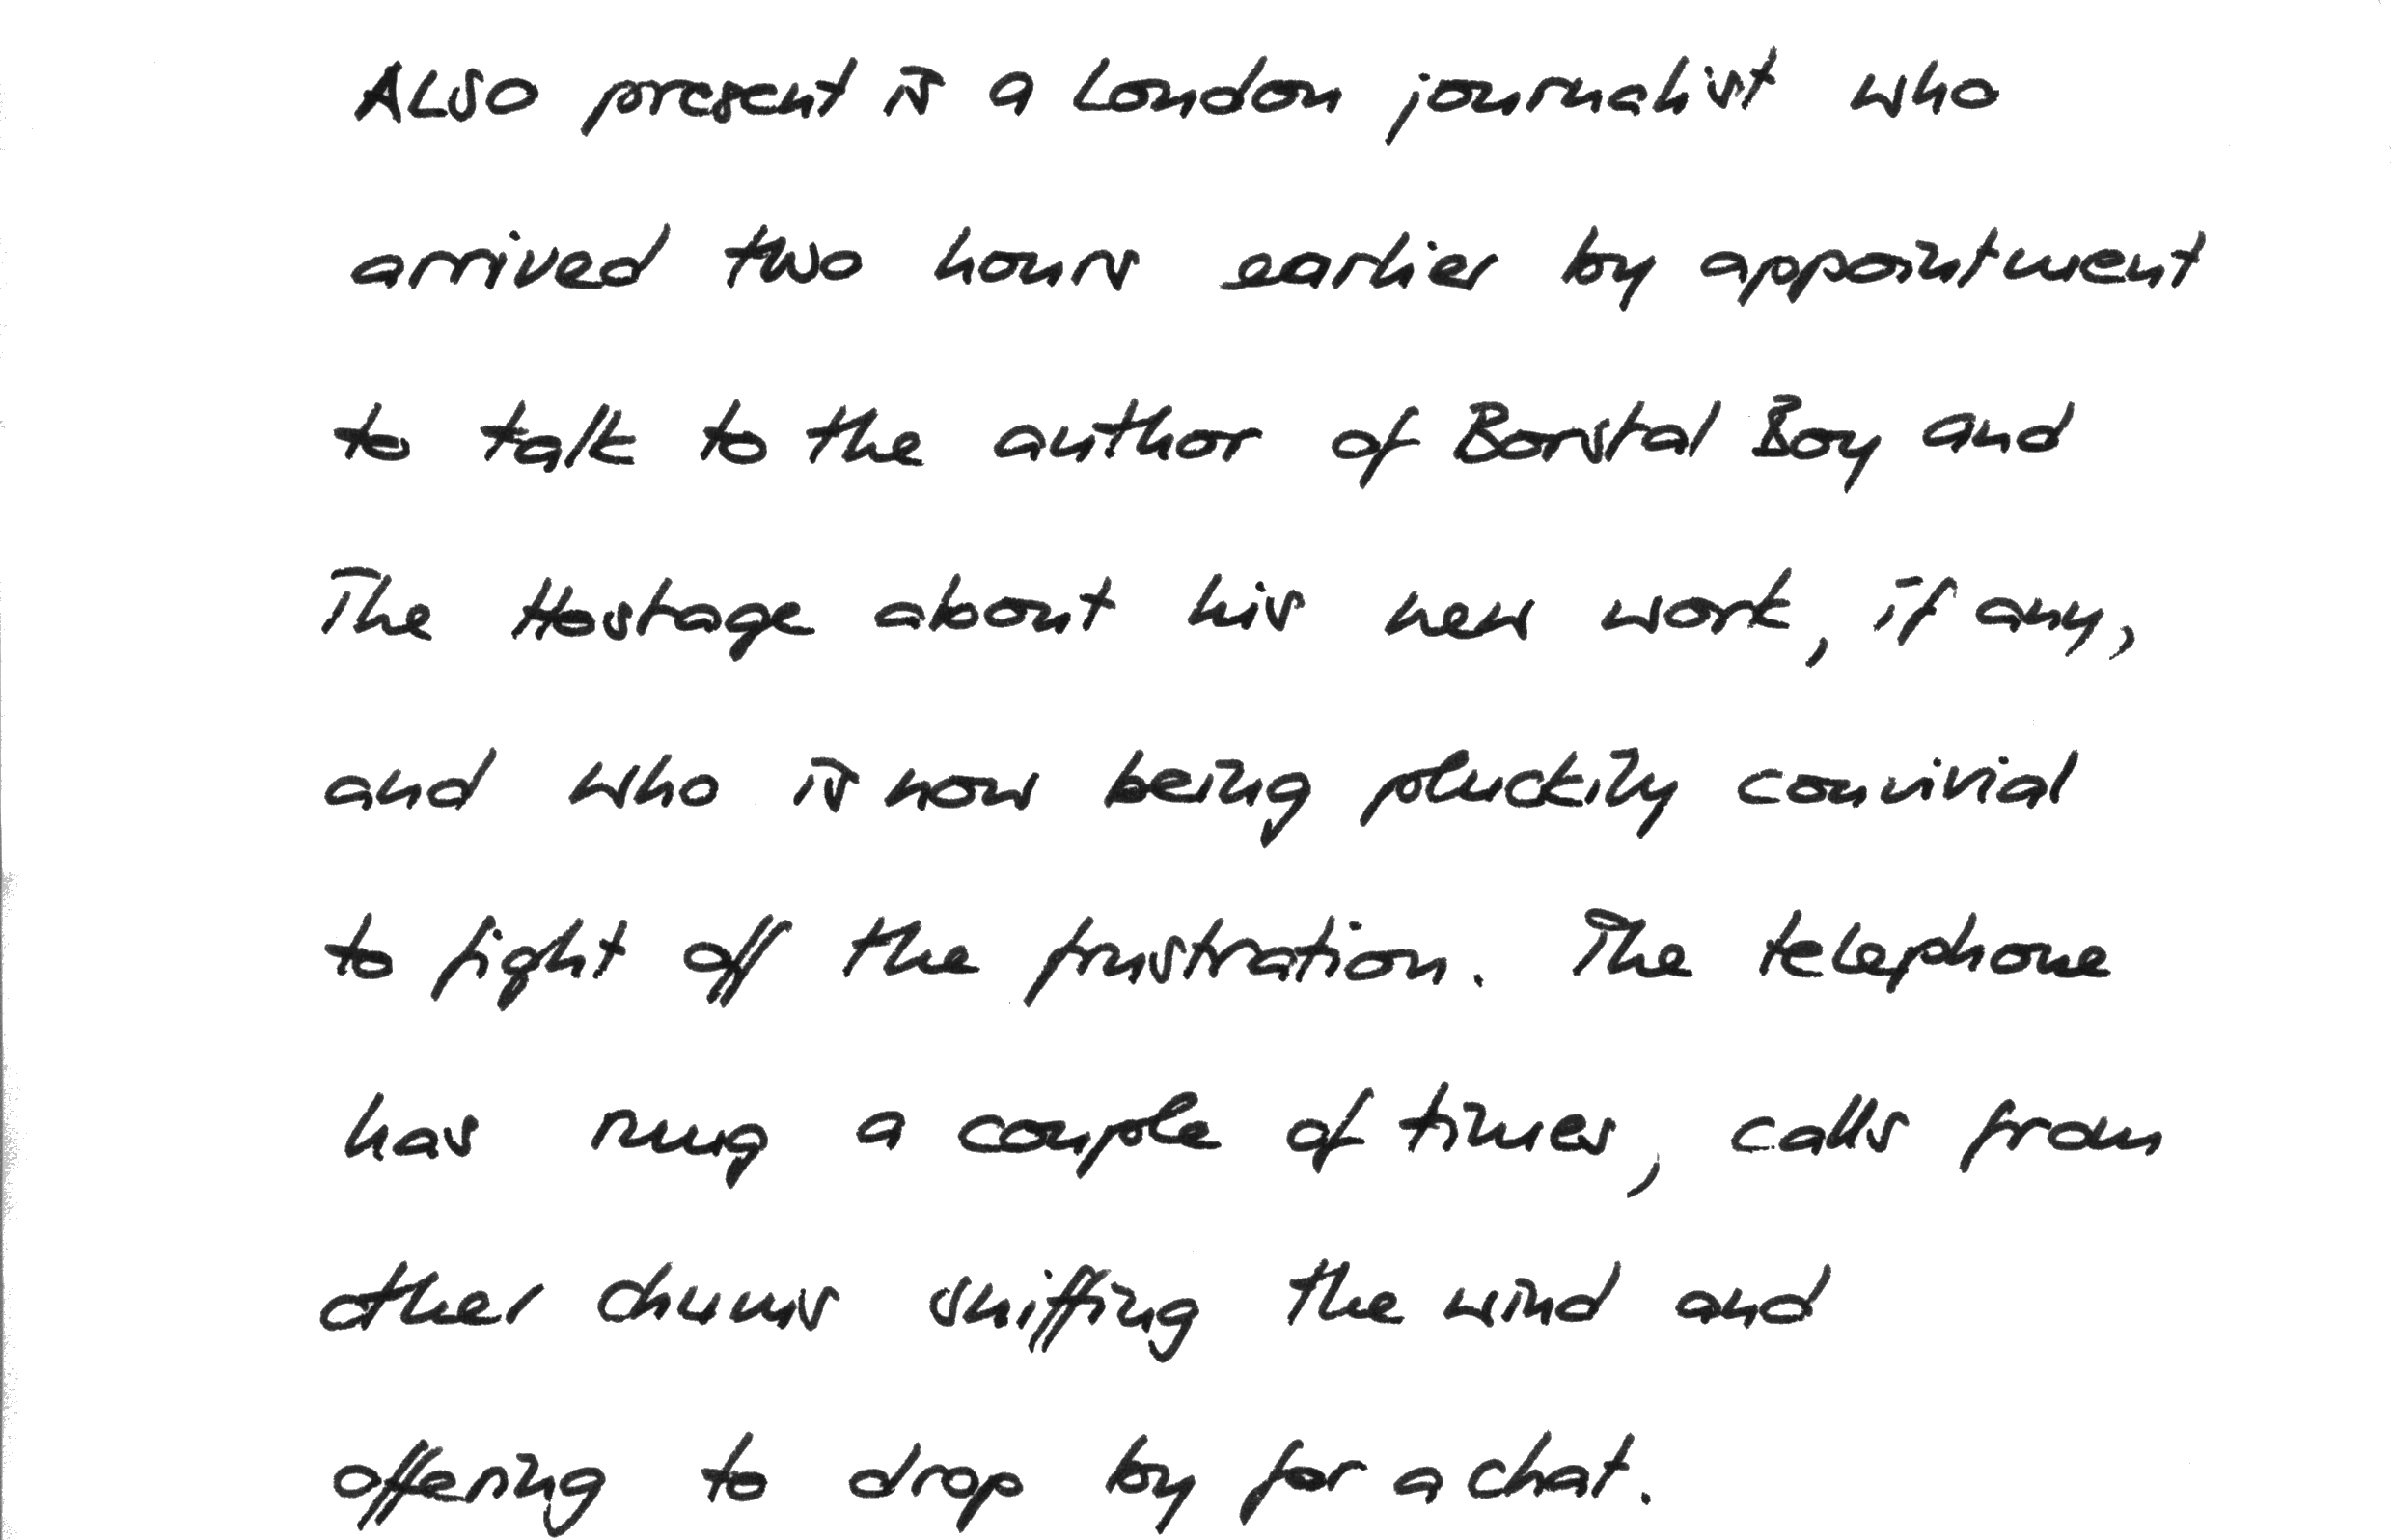 ALSO present is a London journalist who
arrived two hours earlier by appointment
to talk to the author of Borstal Boy and
The Hostage about his new work, if any,
and who is now being pluckily convivial
to fight off the frustration. The telephone
has rung a couple of times, calls from
other chums sniffing the wind and
offering to drop by for a chat.